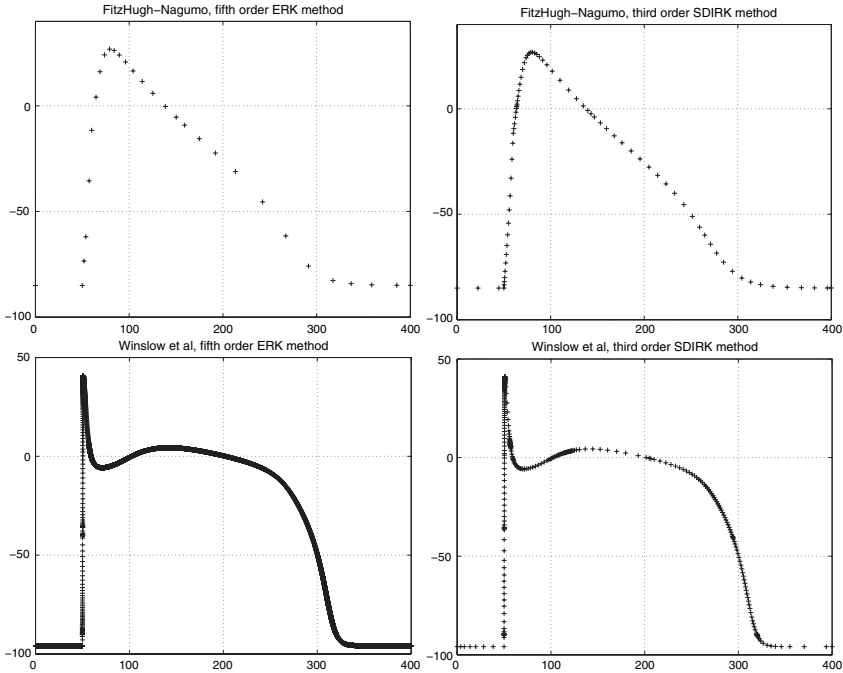 FitzHugh−Nagumo, fifth order ERK method
0
−50
−100
0 100 200 300 400
FitzHugh−Nagumo, third order SDIRK method
0
−50
−100
0 100 200 300 400
Winslow et al, fifth order ERK method
50
0
−50
−100
0 100 200 300 400
Winslow et al, third order SDIRK method
50
0
−50
−100
0 100 200 300 400